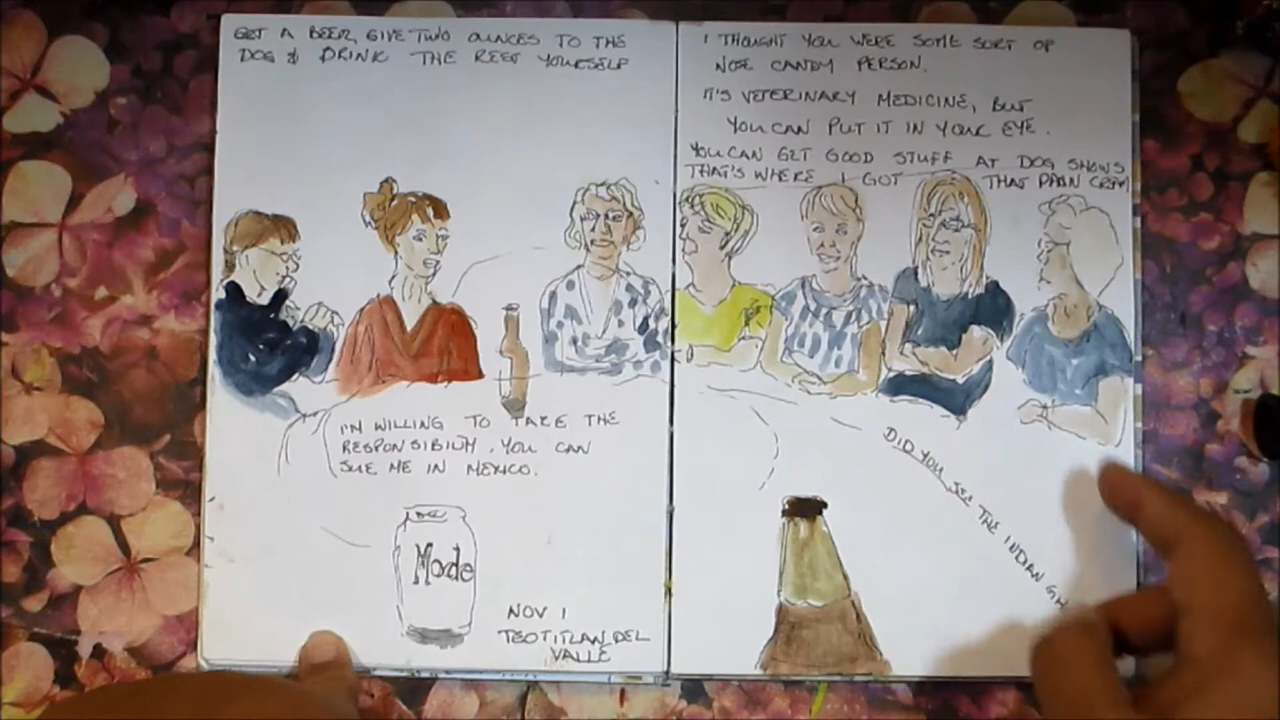 GET A BEER, GIVE TWO OUNCES TO THE
DOG & DRINK THE REST YOURSELF
I THOUGHT YOU WERE SOME SORT OF
NOSE CANDY PERSON.
IT'S VETERINARY MEDICINE, BUT
YOU CAN PUT IT IN YOUR EYE.
YOU CAN GET GOOD STUFF AT DOG SHOWS
THAT'S WHERE I GOT THAT PAIN CREAM
I'M WILLING TO TAKE THE
RESPONSIBILITY. YOU CAN
SUE ME IN MEXICO.
DID YOU SEE THE INDIAN
Mode
NOV 1
TEOTITLAN DEL
VALLE